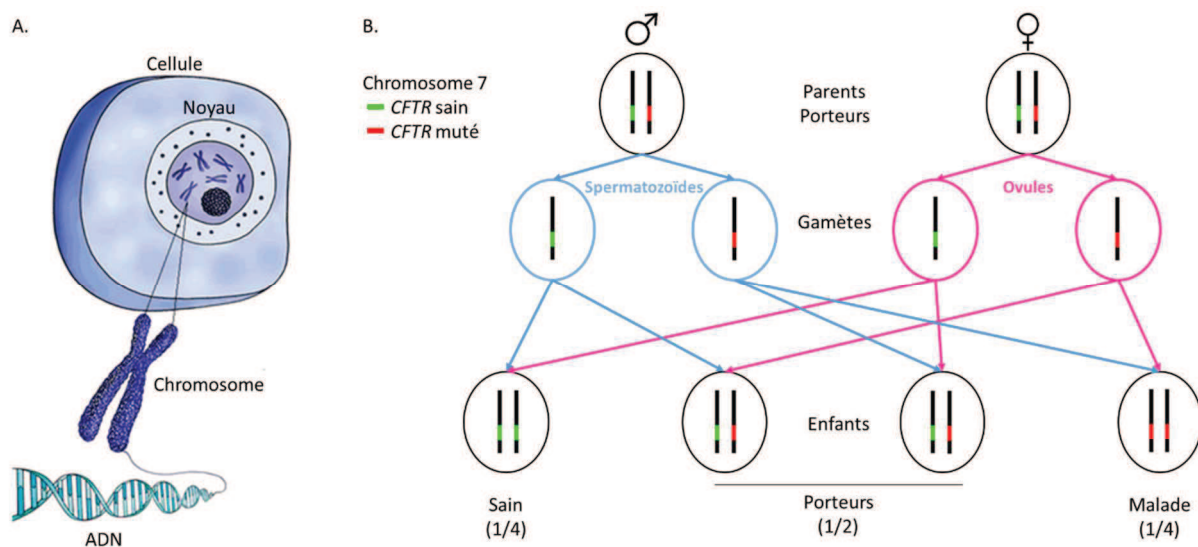 A.
Cellule
Noyau
Chromosome
ADN
B.
Chromosome 7
CFTR sain
CFTR muté
♂
♀
Parents
Porteurs
Spermatozoïdes
Gamètes
Ovules
Enfants
Sain
(1/4)
Porteurs
(1/2)
Malade
(1/4)